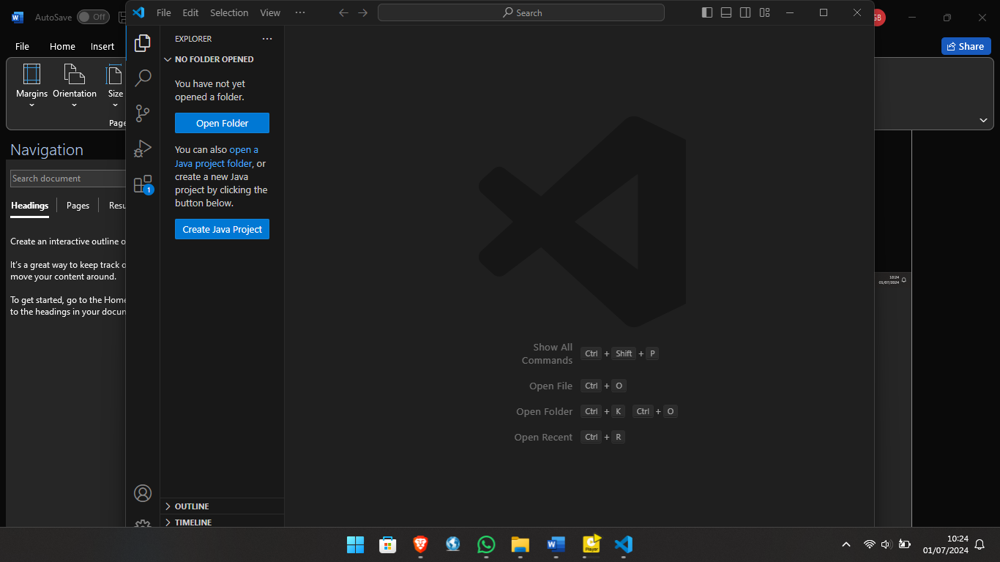 AutoSave Off
File Home Insert
Margins Orientation Size
Page
Share
Navigation
Search document
Headings Pages Resu
Create an interactive outline o
It's a great way to keep track o
move your content around.
To get started, go to the Home
to the headings in your docum
File Edit Selection View ···
Search
EXPLORER ···
NO FOLDER OPENED
You have not yet
opened a folder.
Open Folder
You can also open a
Java project folder, or
create a new Java
project by clicking the
button below.
Create Java Project
1
OUTLINE
TIMELINE
Show All
Commands Ctrl + Shift + P
Open File Ctrl + O
Open Folder Ctrl + K Ctrl + O
Open Recent Ctrl + R
GB
10:24
01/07/2024
W
Player
10:24
01/07/2024